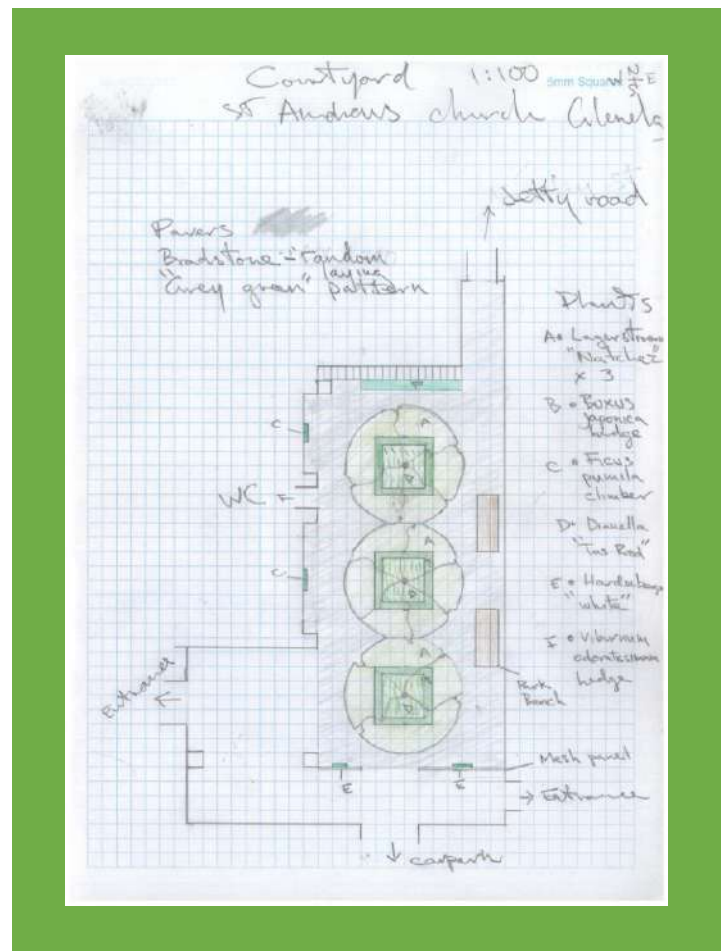 Courtyard 1:100 5mm Square
N
W E
S
St Andrews church Glenelg
Jetty road
Pavers
Bradstone - random
laying
"Grey green" pattern
Plants
A • Lagerstroemia
"Natchez"
x 3
B • Buxus
japonica
hedge
C • Ficus
pumila
climber
D • Dianella
"Tas Red"
E • Hardenbergia
"white"
F • Viburnum
odoratissimum
hedge
A
D
C
WC ←
A
D
C
A
D
Entrance
←
Park
Bench
Mesh panel
E E
→ Entrance
↓ carpark